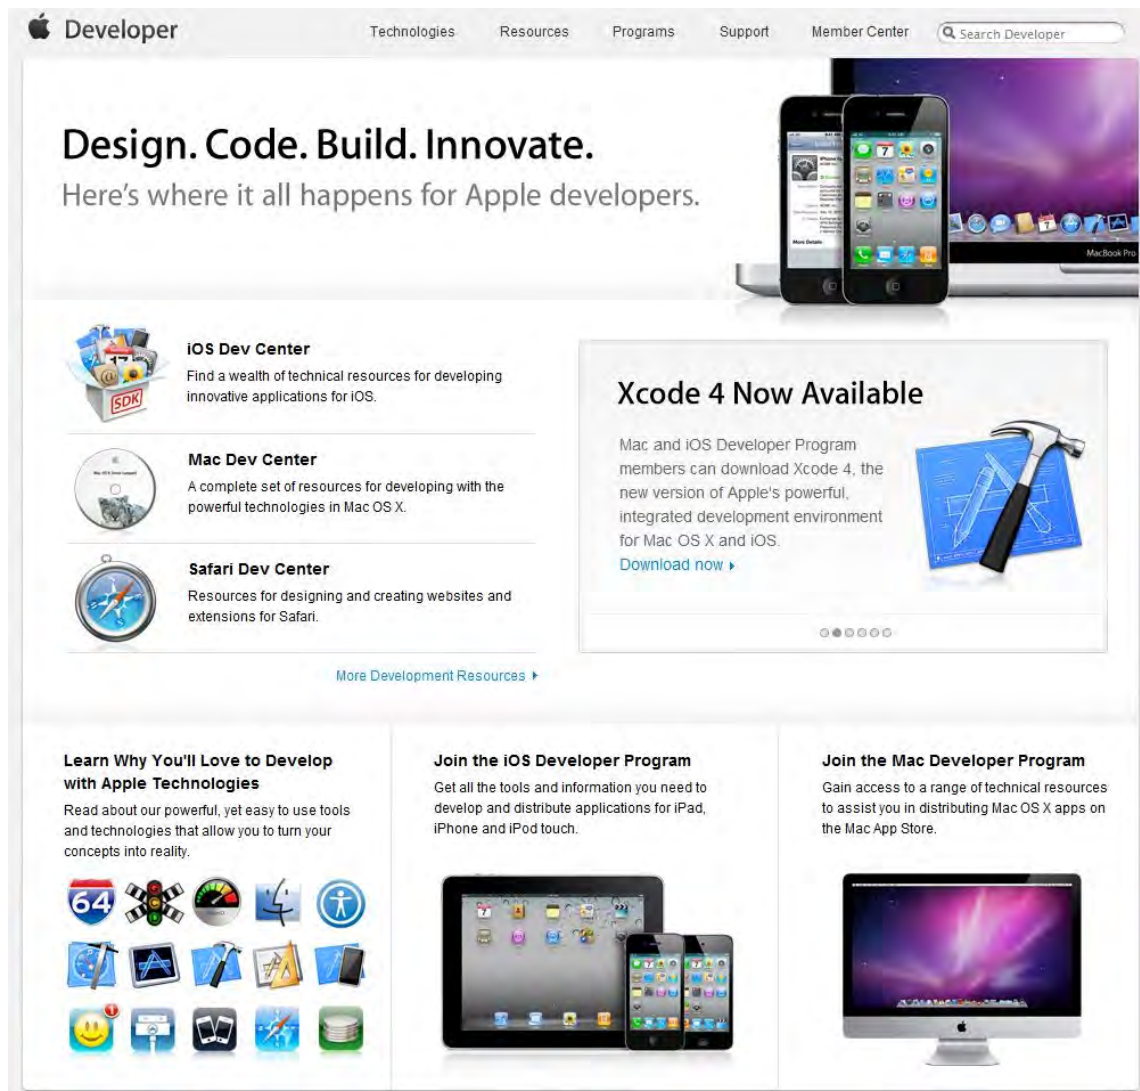 Developer
Technologies
Resources
Programs
Support
Member Center
Search Developer
Design. Code. Build. Innovate.
Here's where it all happens for Apple developers.
More Details
MacBook Pro
iOS Dev Center
Find a wealth of technical resources for developing
innovative applications for iOS.
17
SDK
Mac Dev Center
A complete set of resources for developing with the
powerful technologies in Mac OS X.
Safari Dev Center
Resources for designing and creating websites and
extensions for Safari.
More Development Resources
Xcode 4 Now Available
Mac and iOS Developer Program
members can download Xcode 4, the
new version of Apple's powerful,
integrated development environment
for Mac OS X and iOS.
Download now
Learn Why You'll Love to Develop
with Apple Technologies
Read about our powerful, yet easy to use tools
and technologies that allow you to turn your
concepts into reality.
64
1
Join the iOS Developer Program
Get all the tools and information you need to
develop and distribute applications for iPad,
iPhone and iPod touch.
Join the Mac Developer Program
Gain access to a range of technical resources
to assist you in distributing Mac OS X apps on
the Mac App Store.